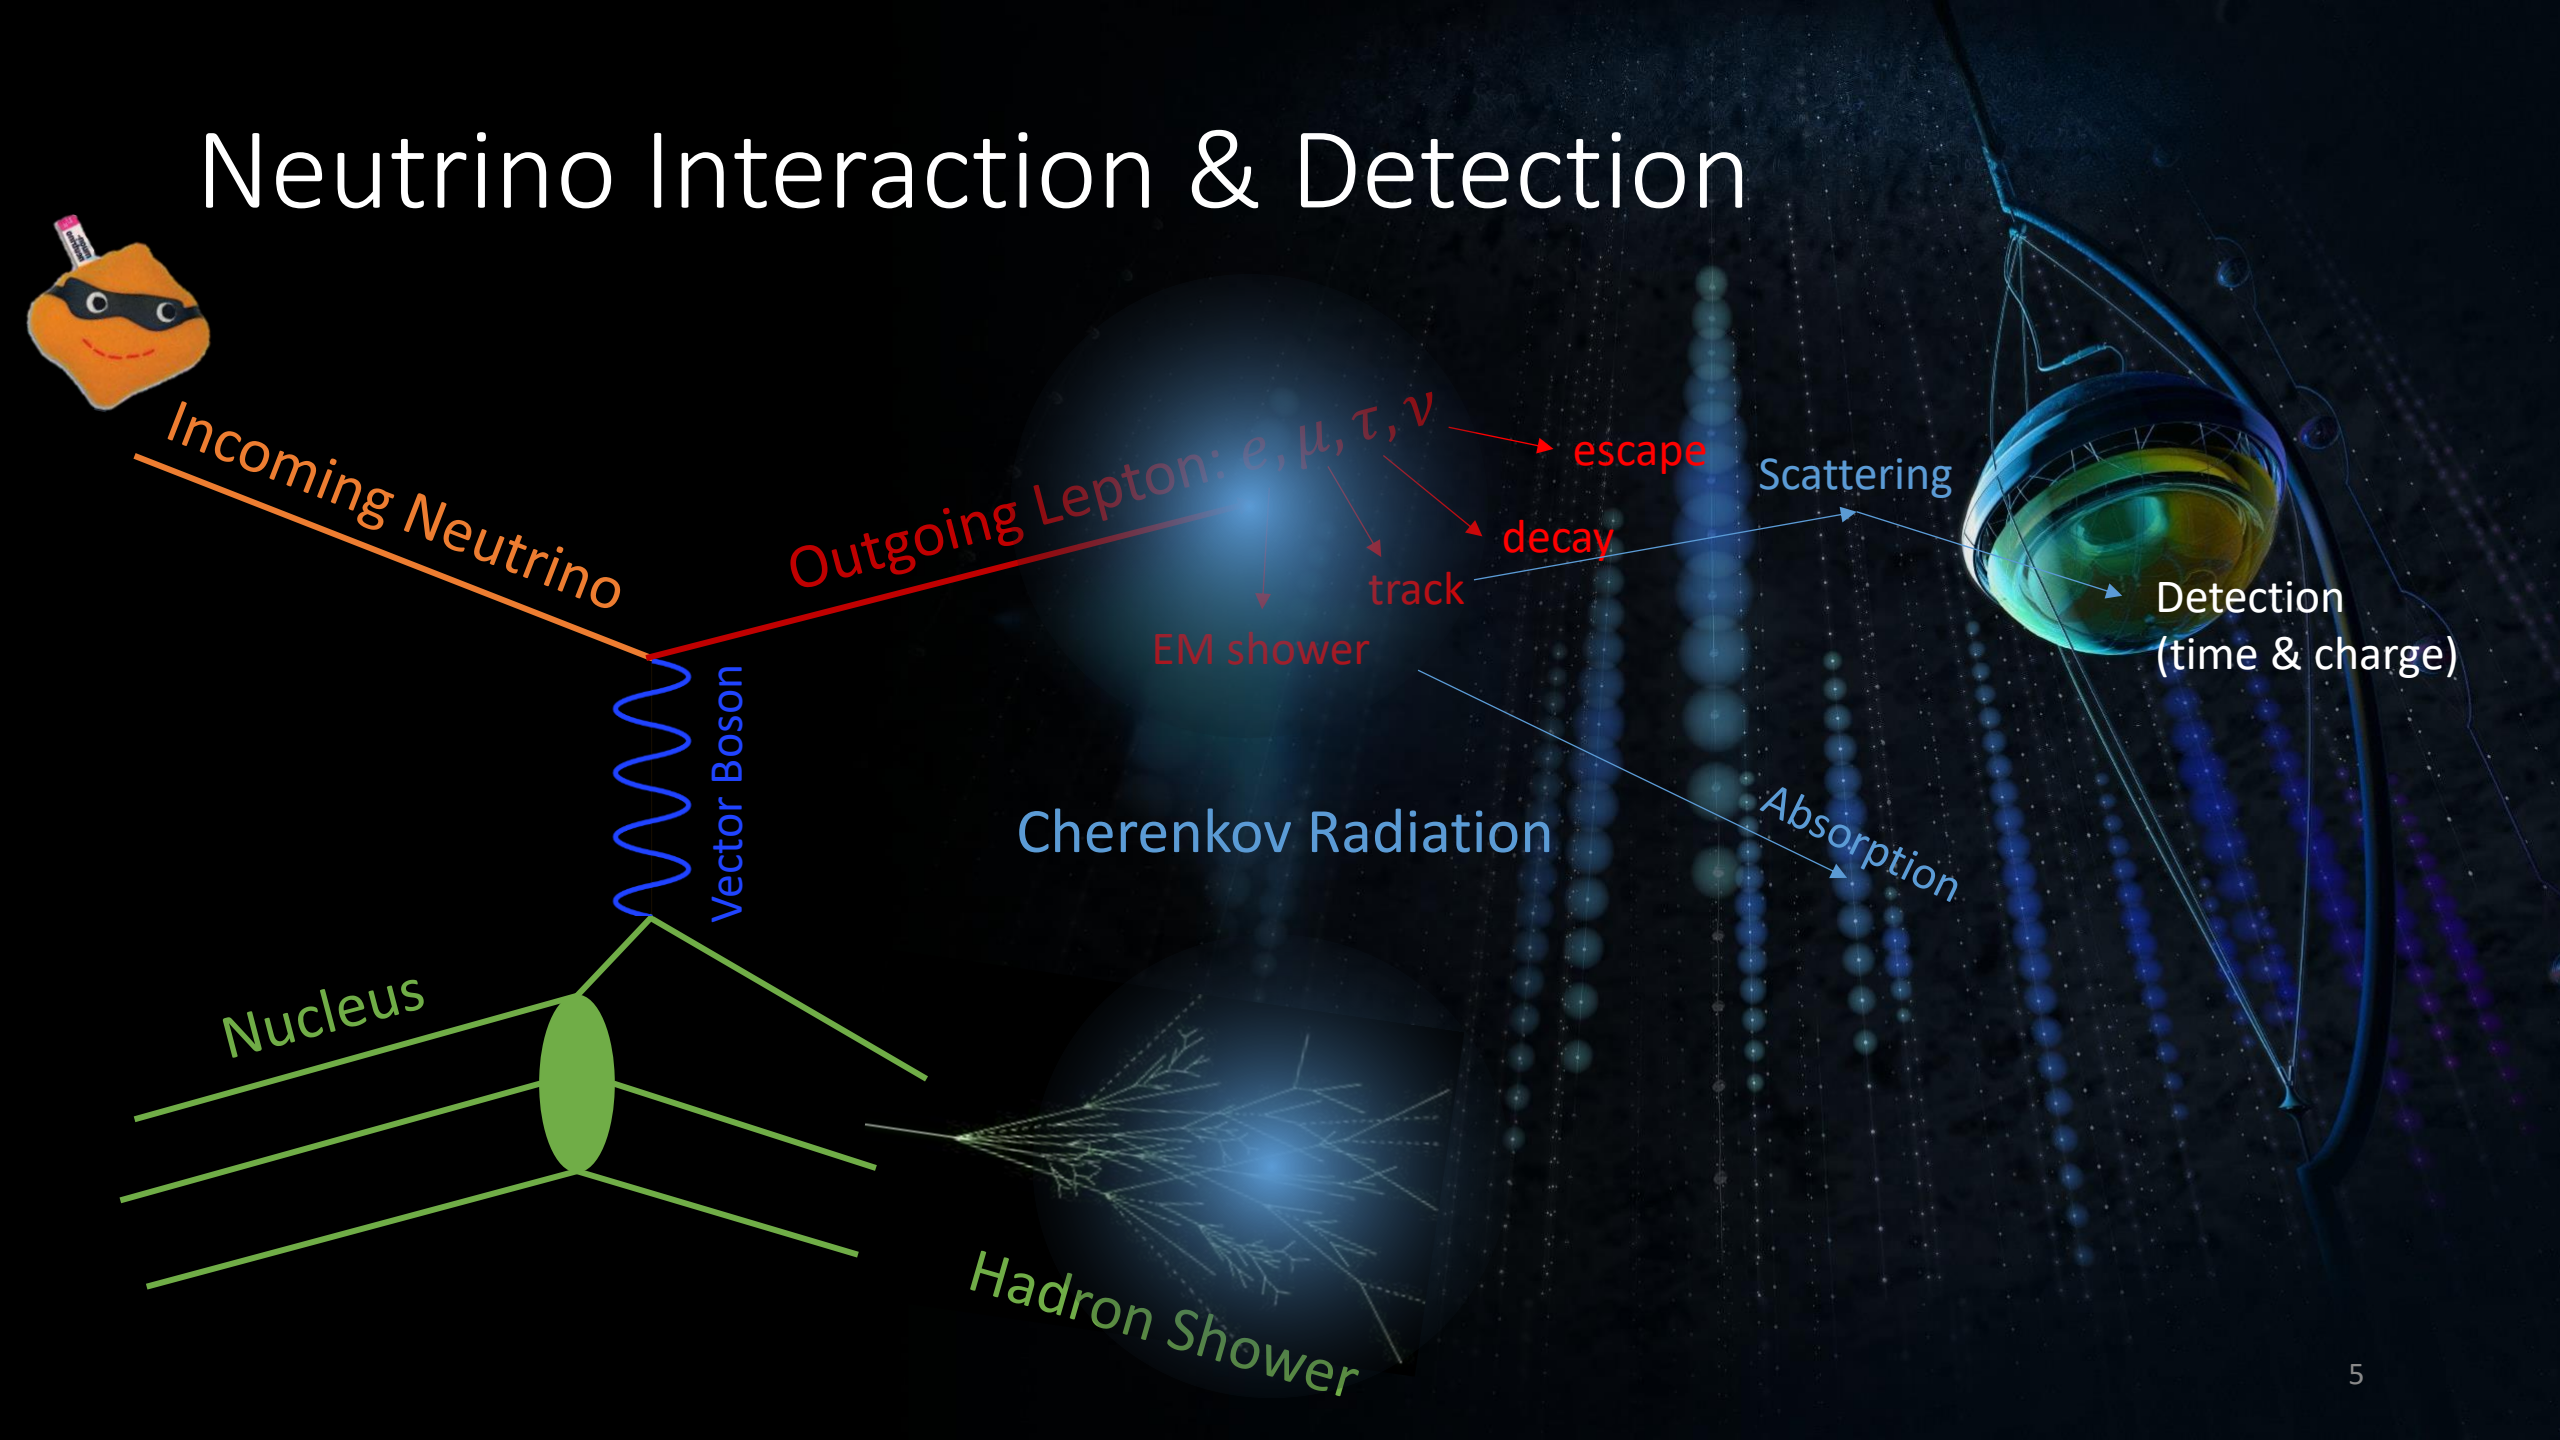 Neutrino Interaction & Detection
Incoming Neutrino
Outgoing Lepton: e, μ, τ, ν
escape
decay
track
EM shower
Scattering
Detection
(time & charge)
Vector Boson
Cherenkov Radiation
Absorption
Nucleus
Hadron Shower
5